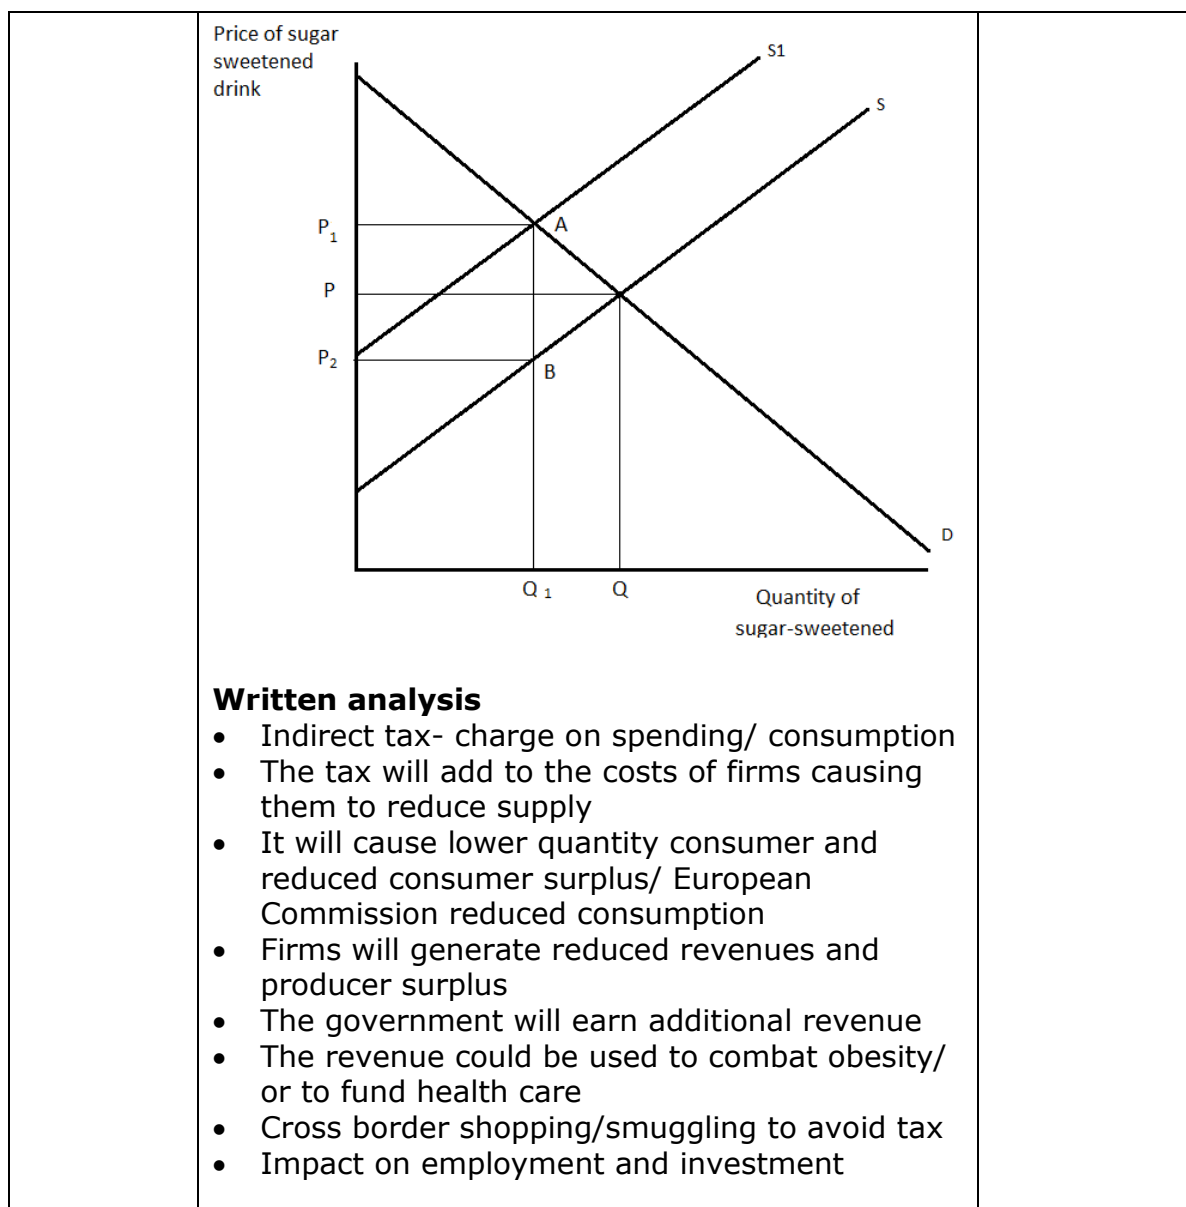 Price of sugar
sweetened
drink
S1
S
P1
A
P
P2
B
D
Q 1
Q
Quantity of
sugar-sweetened
Written analysis
• Indirect tax- charge on spending/ consumption
• The tax will add to the costs of firms causing
them to reduce supply
• It will cause lower quantity consumer and
reduced consumer surplus/ European
Commission reduced consumption
• Firms will generate reduced revenues and
producer surplus
• The government will earn additional revenue
• The revenue could be used to combat obesity/
or to fund health care
• Cross border shopping/smuggling to avoid tax
• Impact on employment and investment